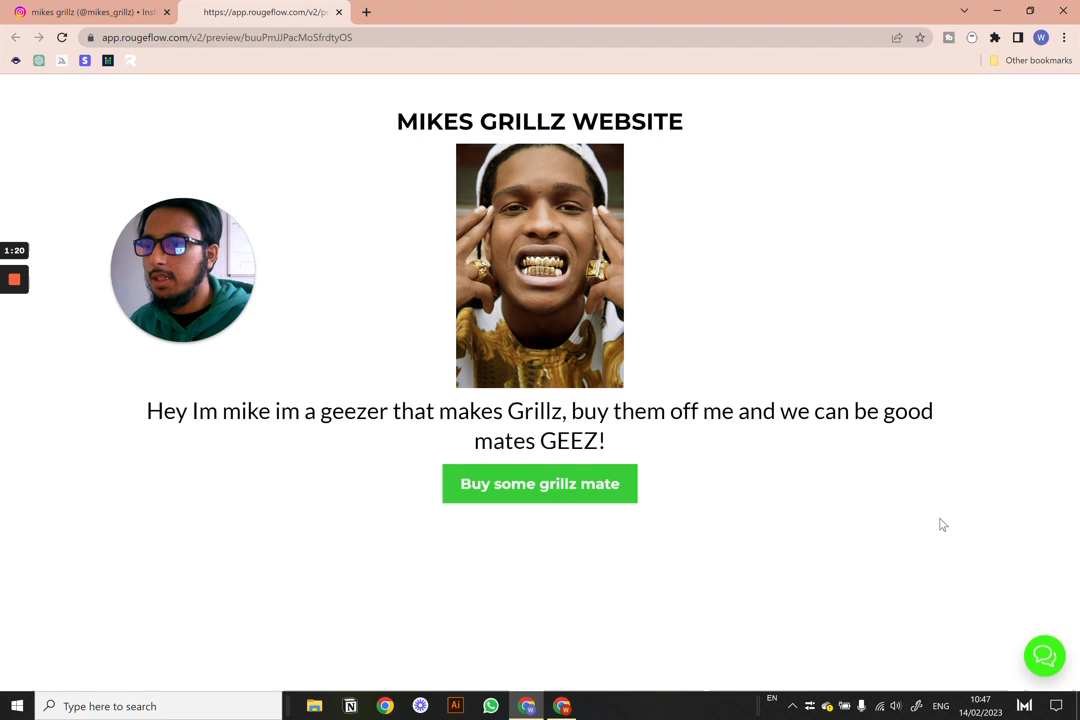 mikes grillz (@mikes_grillz) • Inst
https://app.rougeflow.com/v2/pr
app.rougeflow.com/v2/preview/buuPmJJPacMoSfrdtyOS
W
S
Other bookmarks
MIKES GRILLZ WEBSITE
1:20
Hey Im mike im a geezer that makes Grillz, buy them off me and we can be good
mates GEEZ!
Buy some grillz mate
Type here to search
Ai
EN
ENG
10:47
14/02/2023